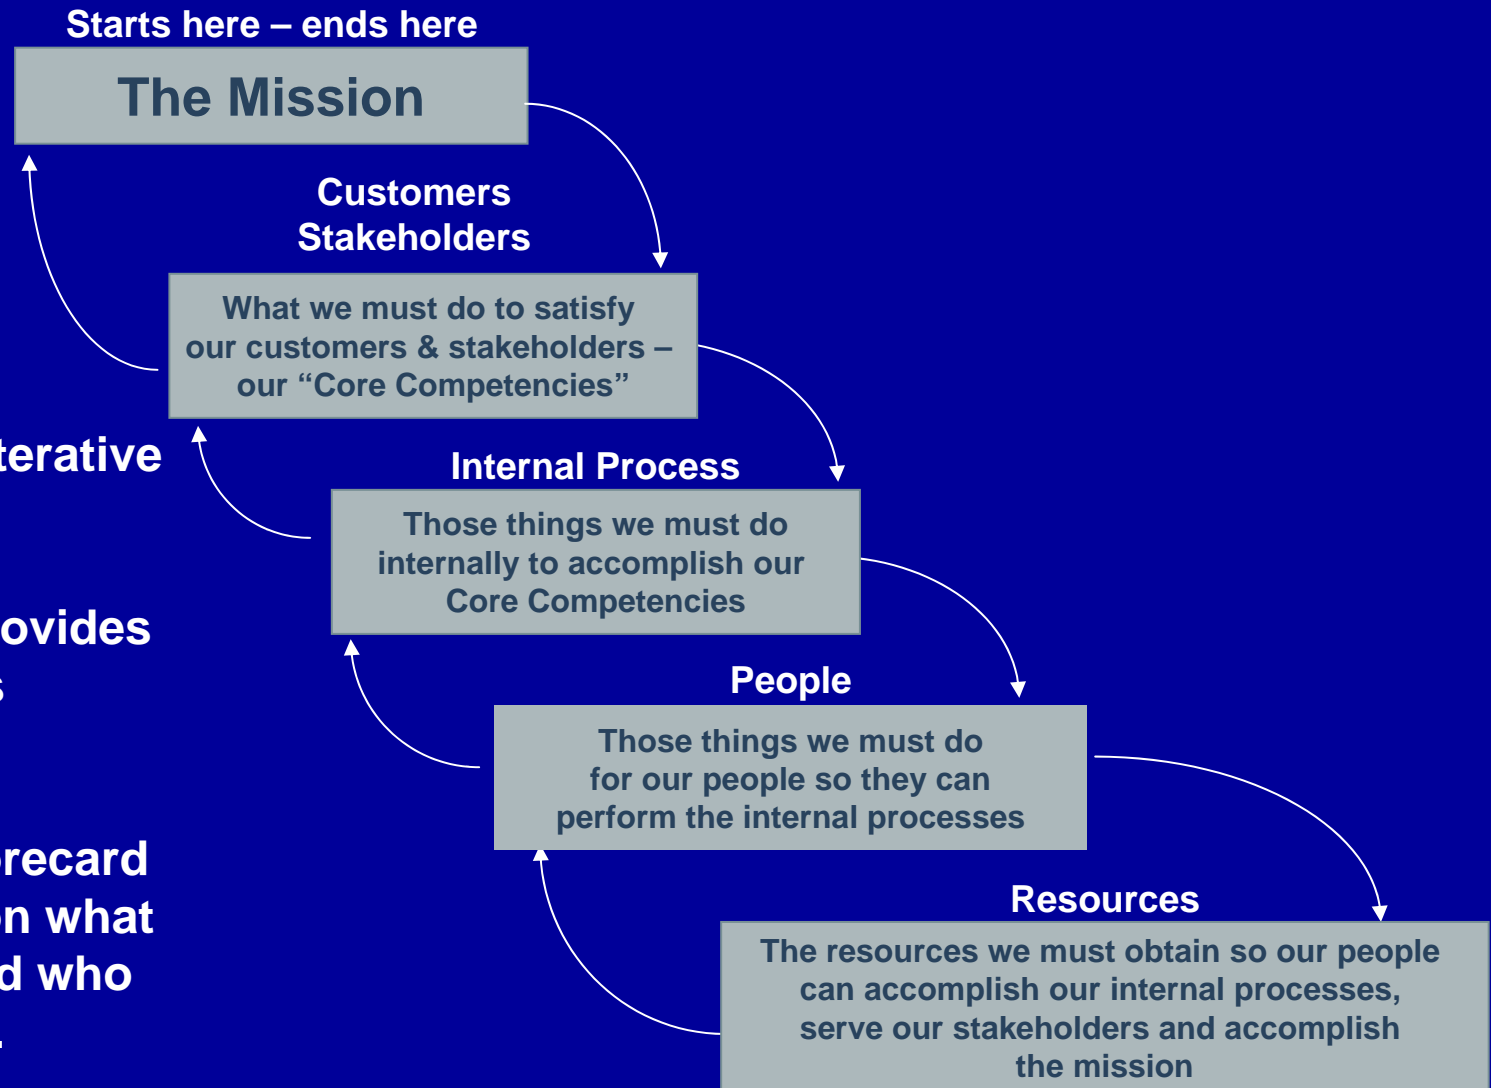 Starts here – ends here
The Mission
Customers
Stakeholders
What we must do to satisfy
our customers & stakeholders –
our “Core Competencies”
Internal Process
Those things we must do
internally to accomplish our
Core Competencies
People
Those things we must do
for our people so they can
perform the internal processes
Resources
The resources we must obtain so our people
can accomplish our internal processes,
serve our stakeholders and accomplish
the mission
terative
ovides
s
recard
n what
d who
.